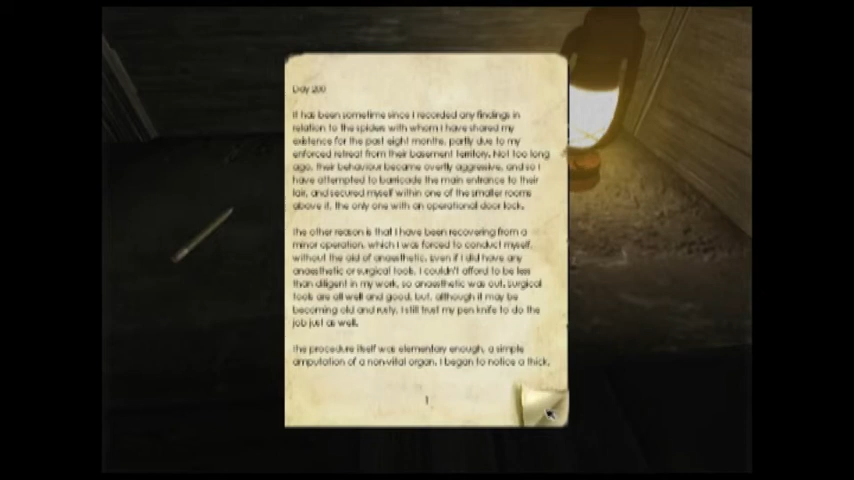 Day 200
It has been sometime since I recorded any findings in
relation to the spiders with whom I have shared my
existence for the past eight months, partly due to my
enforced retreat from their basement territory. Not too long
ago, their behaviour became overtly aggressive, and so I
have attempted to barricade the main entrance to their
lair, and secured myself within one of the smaller rooms
above it, the only one with an operational door lock.
The other reason is that I have been recovering from a
minor operation, which I was forced to conduct myself,
without the aid of anaesthetic. Even if I did have any
anaesthetic or surgical tools, I couldn't afford to be less
than diligent in my work, so anaesthetic was out. Surgical
tools are all well and good, but, although it may be
becoming old and rusty, I still trust my pen knife to do the
job just as well.
The procedure itself was elementary enough, a simple
amputation of a non-vital organ. I began to notice a thick,
1